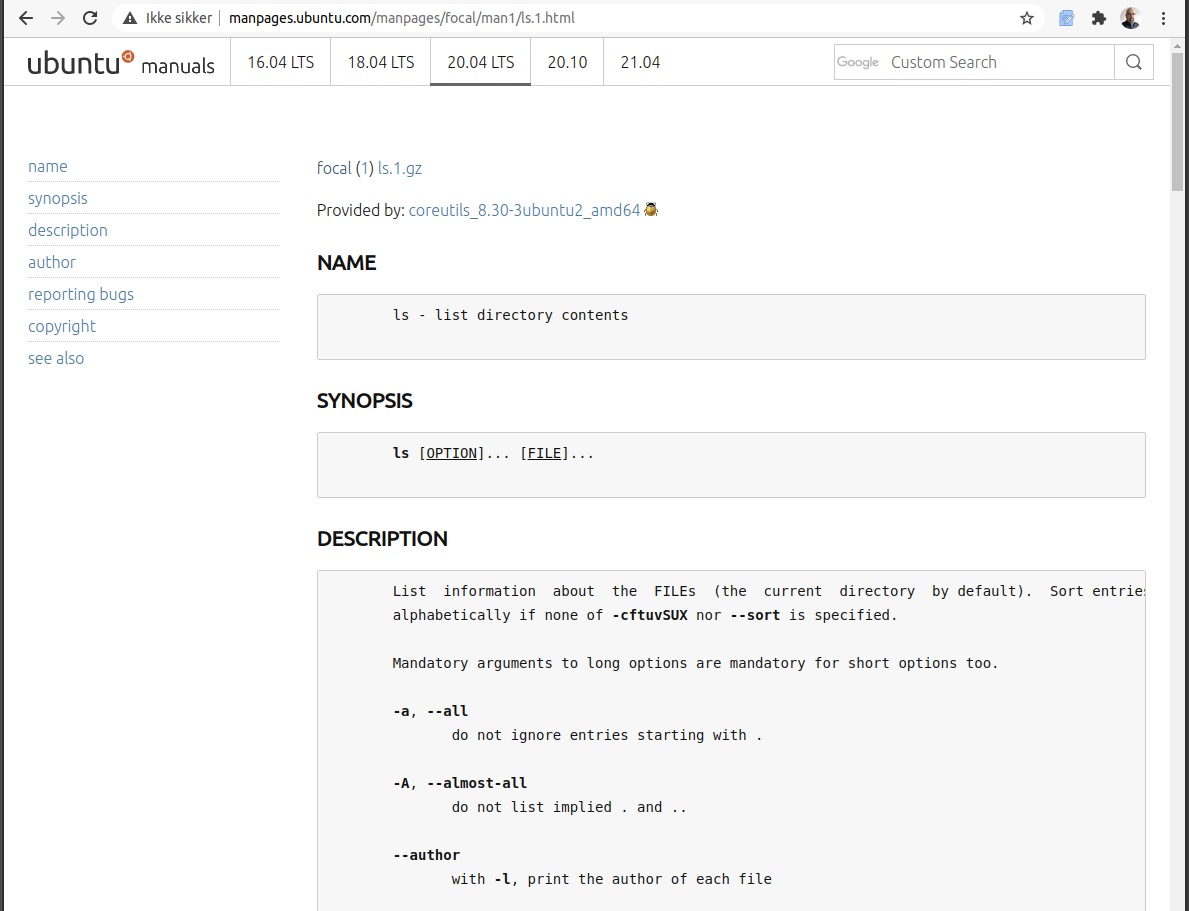 Ikke sikker
manpages.ubuntu.com/manpages/focal/man1/ls.1.html
ubuntu manuals
16.04 LTS
18.04 LTS
20.04 LTS
20.10
21.04
Google Custom Search
name
synopsis
description
author
reporting bugs
copyright
see also
focal (1) ls.1.gz
Provided by: coreutils_8.30-3ubuntu2_amd64
NAME
ls - list directory contents
SYNOPSIS
ls [OPTION]... [FILE]...
DESCRIPTION
List information about the FILEs (the current directory by default). Sort entries
alphabetically if none of -cftuvSUX nor --sort is specified.
Mandatory arguments to long options are mandatory for short options too.
-a, --all
do not ignore entries starting with .
-A, --almost-all
do not list implied . and ..
--author
with -l, print the author of each file